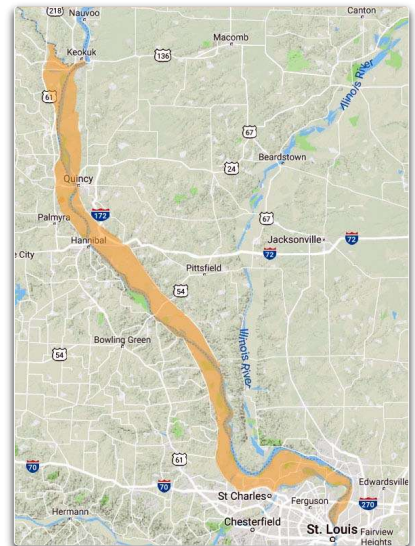 218
Nauvoo
Canton
Keokuk
136
Macomb
Illinois River
61
67
Beardstown
24
Quincy
Palmyra
172
67
Hannibal
Jacksonville
72
e City
72
Pittsfield
54
Bowling Green
54
Illinois River
61
70
70
Edwardsville
St Charles
Ferguson
270
Hermann
Chesterfield
St. Louis
Fairview
Heights